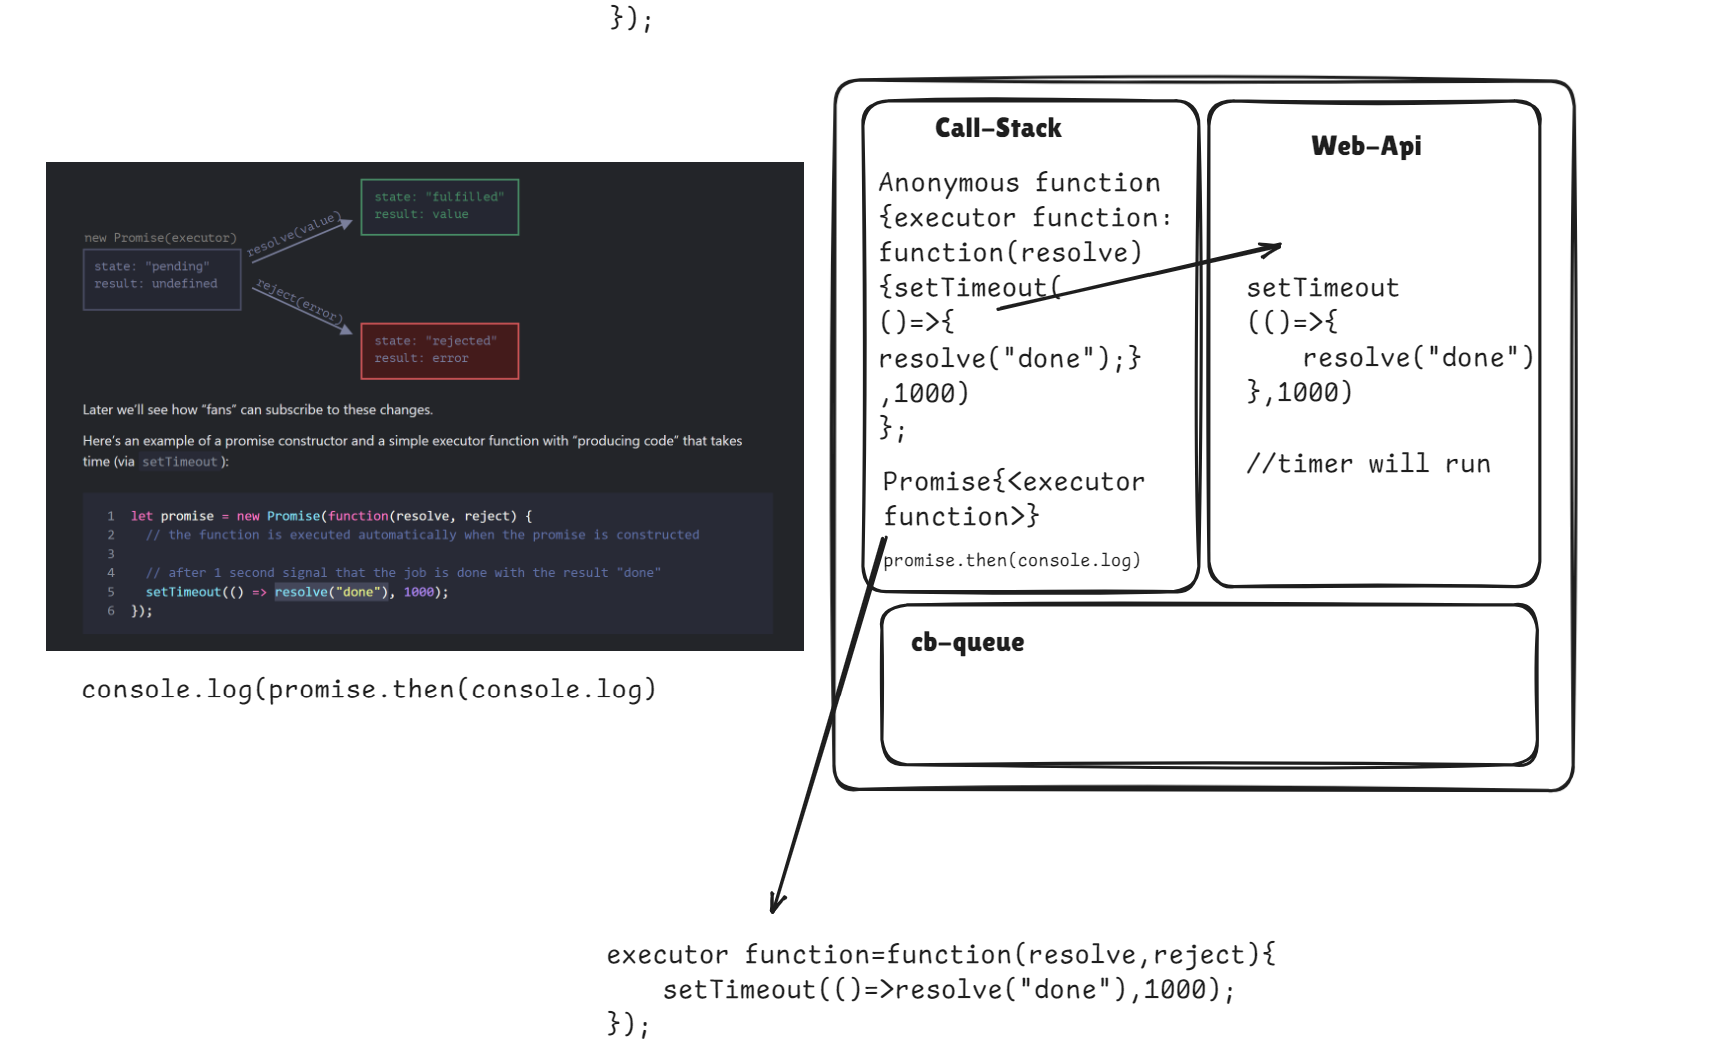 });
Call-Stack
Anonymous function
{executor function:
function(resolve)
{setTimeout(
()=>{
resolve("done");}
,1000)
};
Promise{<executor
function>}
promise.then(console.log)
Web-Api
setTimeout
(()=>{
resolve("done")
},1000)
//timer will run
cb-queue
new Promise(executor)
state: "pending"
result: undefined
resolve(value)
reject(error)
state: "fulfilled"
result: value
state: "rejected"
result: error
Later we'll see how "fans" can subscribe to these changes.
Here's an example of a promise constructor and a simple executor function with "producing code" that takes
time (via setTimeout):
1 let promise = new Promise(function(resolve, reject) {
2 // the function is executed automatically when the promise is constructed
3
4 // after 1 second signal that the job is done with the result "done"
5 setTimeout(() => resolve("done"), 1000);
6 });
console.log(promise.then(console.log)
executor function=function(resolve,reject){
setTimeout(()=>resolve("done"),1000);
});